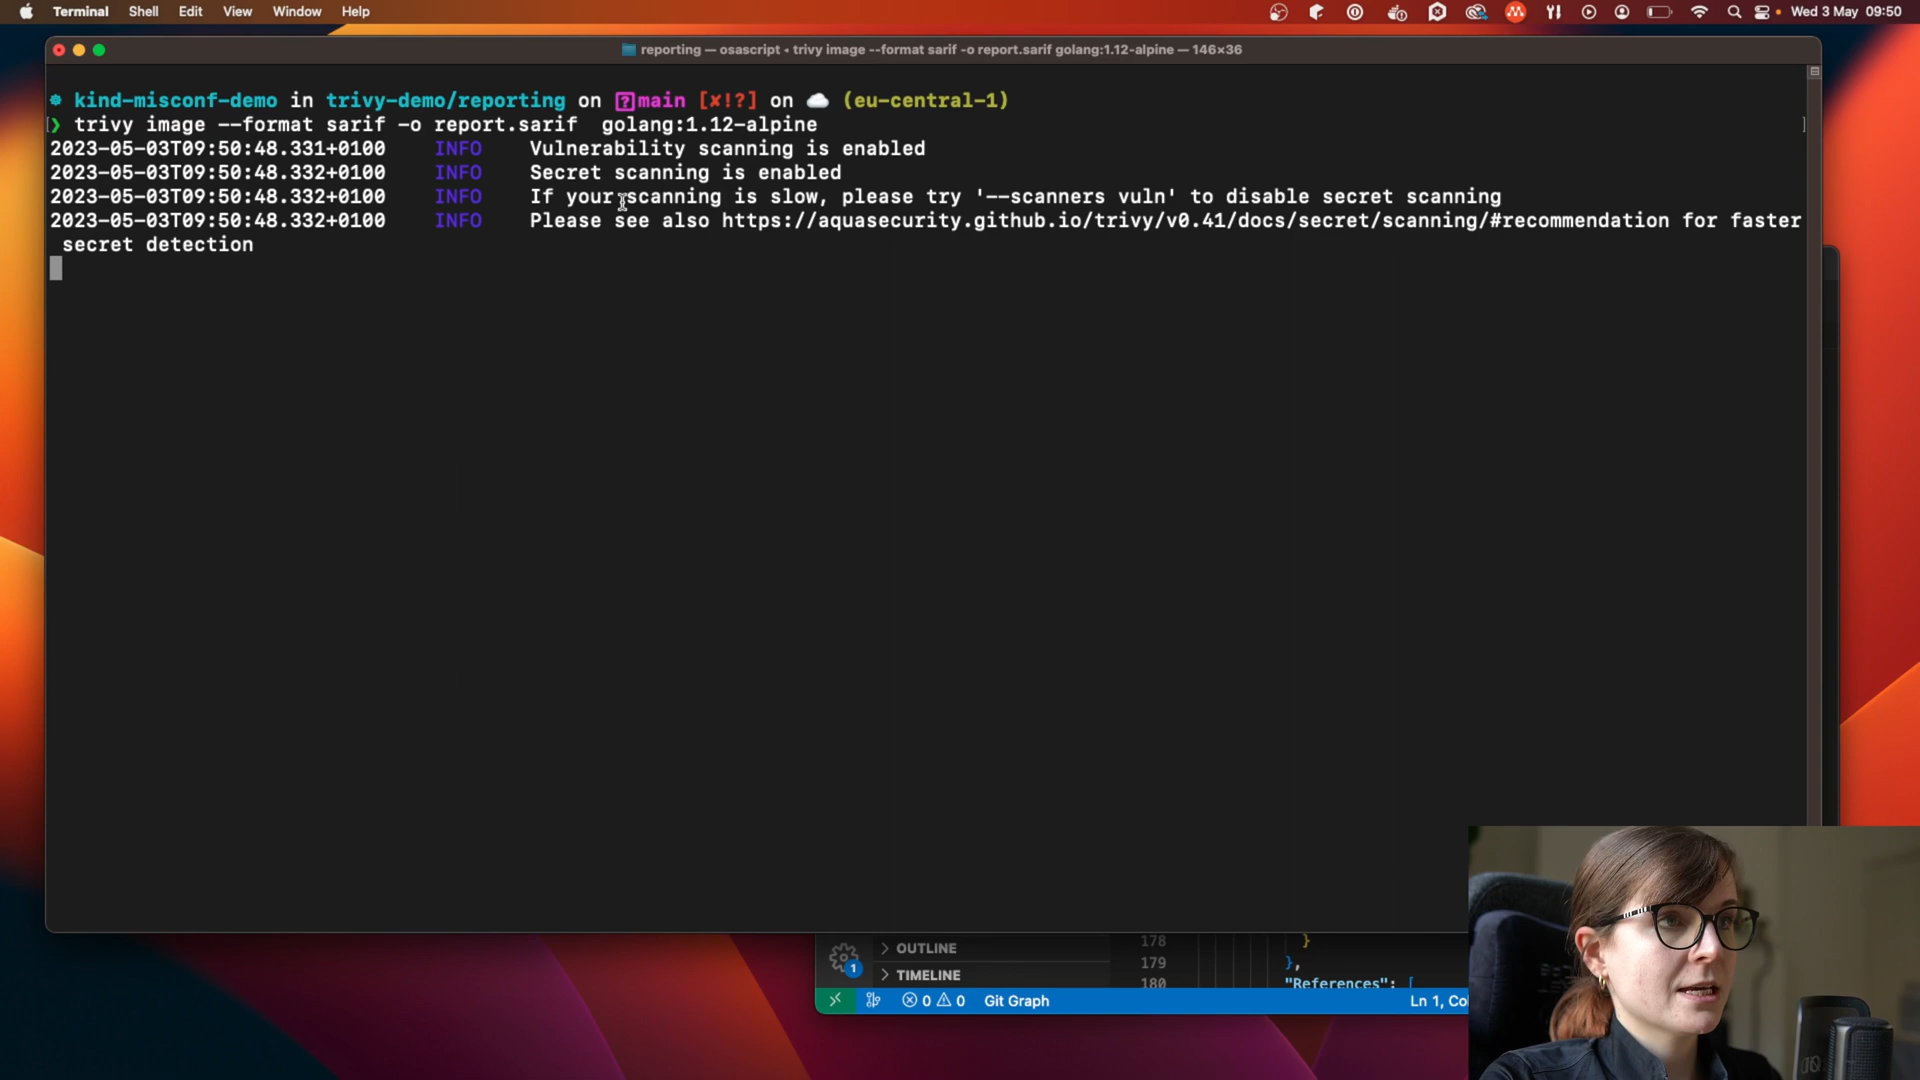 Terminal Shell Edit View Window Help Wed 3 May 09:50
reporting — osascript ◂ trivy image --format sarif -o report.sarif golang:1.12-alpine — 146×36
kind-misconf-demo in trivy-demo/reporting on main [✘!?] on (eu-central-1)
❯ trivy image --format sarif -o report.sarif  golang:1.12-alpine
2023-05-03T09:50:48.331+0100 INFO Vulnerability scanning is enabled
2023-05-03T09:50:48.332+0100 INFO Secret scanning is enabled
2023-05-03T09:50:48.332+0100 INFO If your scanning is slow, please try '--scanners vuln' to disable secret scanning
2023-05-03T09:50:48.332+0100 INFO Please see also https://aquasecurity.github.io/trivy/v0.41/docs/secret/scanning/#recommendation for faster
secret detection
178 }
OUTLINE
179 },
TIMELINE
180 "References": [
1
0 0 Git Graph Ln 1, Co